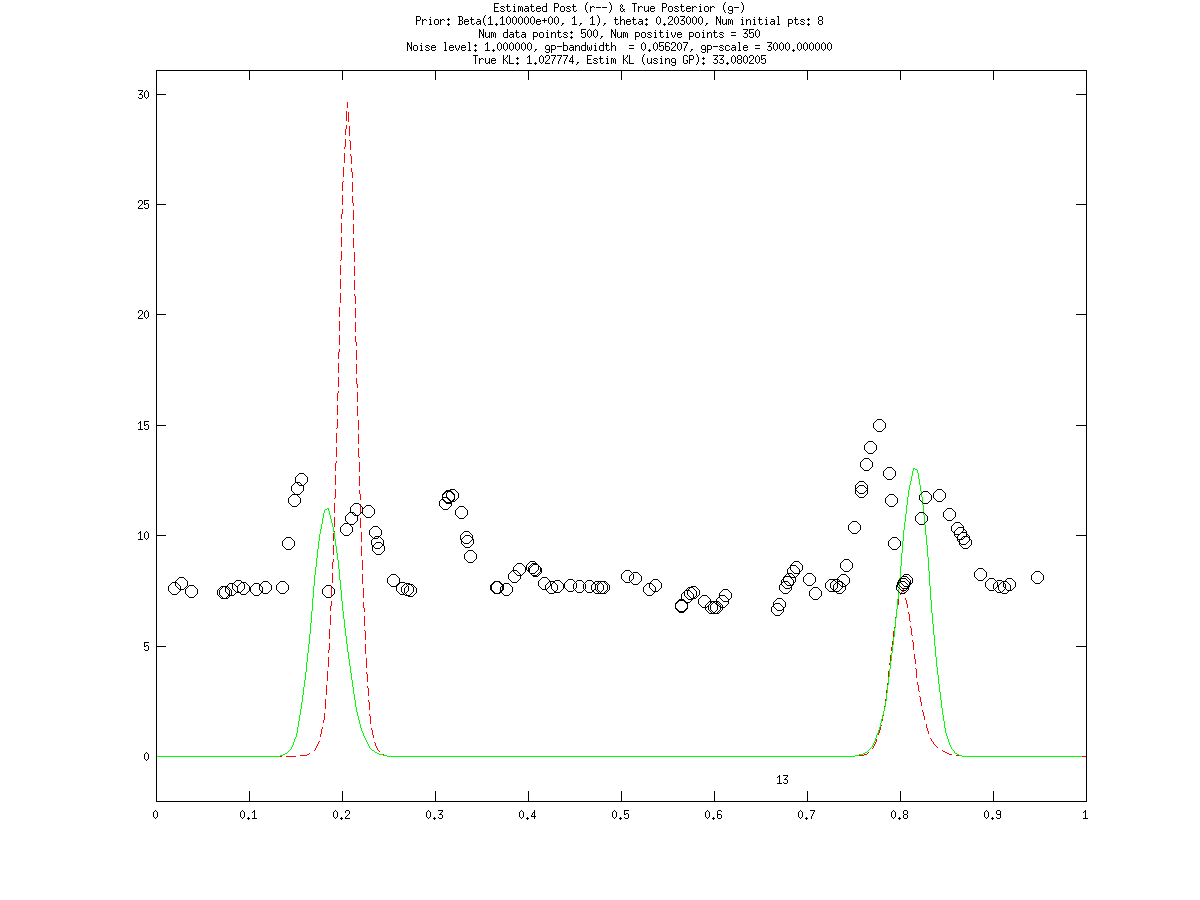 Estimated Post (r--) & True Posterior (g-)
Prior: Beta(1.100000e+00, 1, 1), theta: 0.203000, Num initial pts: 8
Num data points: 500, Num positive points = 350
Noise level: 1.000000, gp-bandwidth  = 0.056207, gp-scale = 3000.000000
True KL: 1.027774, Estim KL (using GP): 33.080205
30
25
20
15
10
5
0
13
0 0.1 0.2 0.3 0.4 0.5 0.6 0.7 0.8 0.9 1